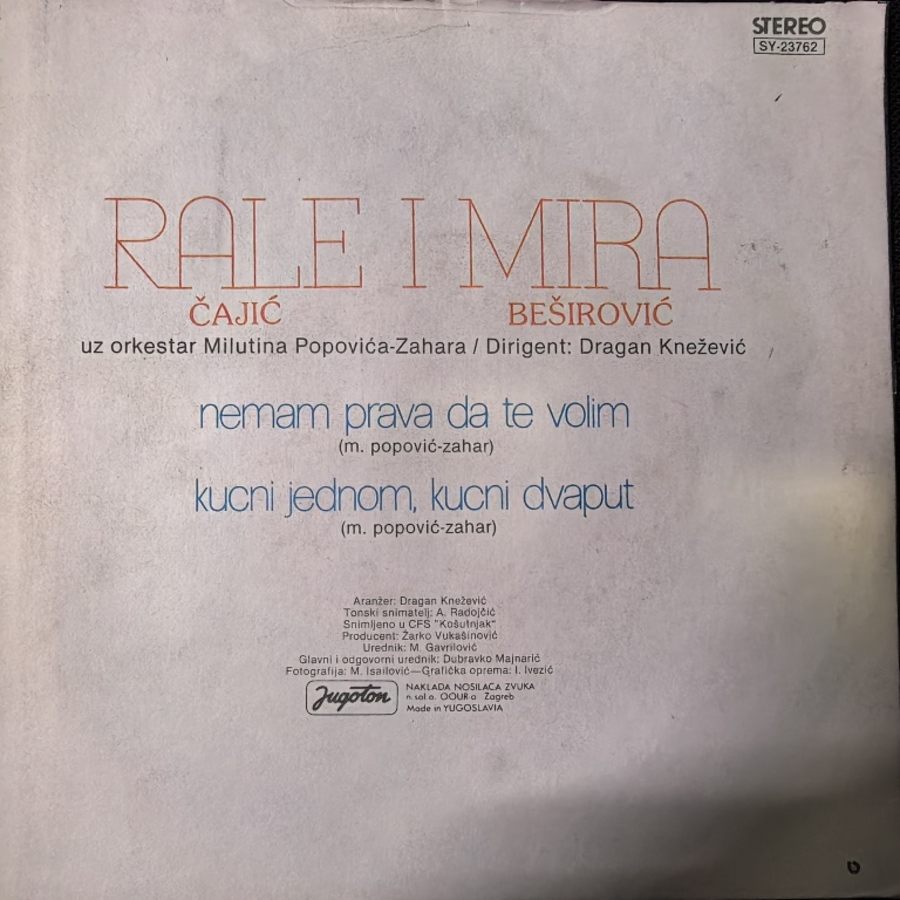 STEREO
SY-23762
RALE I MIRA
ČAJIĆ BEŠIROVIĆ
uz orkestar Milutina Popovića-Zahara / Dirigent: Dragan Knežević
nemam prava da te volim
(m. popović-zahar)
kucni jednom, kucni dvaput
(m. popović-zahar)
Aranžer: Dragan Knežević
Tonski snimatelj: A. Radojčić
Snimljeno u CFS "Košutnjak"
Producent: Žarko Vukašinović
Urednik: M. Gavrilović
Glavni i odgovorni urednik: Dubravko Majnarić
Fotografija: M. Isailović—Grafička oprema: I. Ivezić
Jugoton
NAKLADA NOSILACA ZVUKA
n. sol. o. OOUR-a Zagreb
Made in YUGOSLAVIA